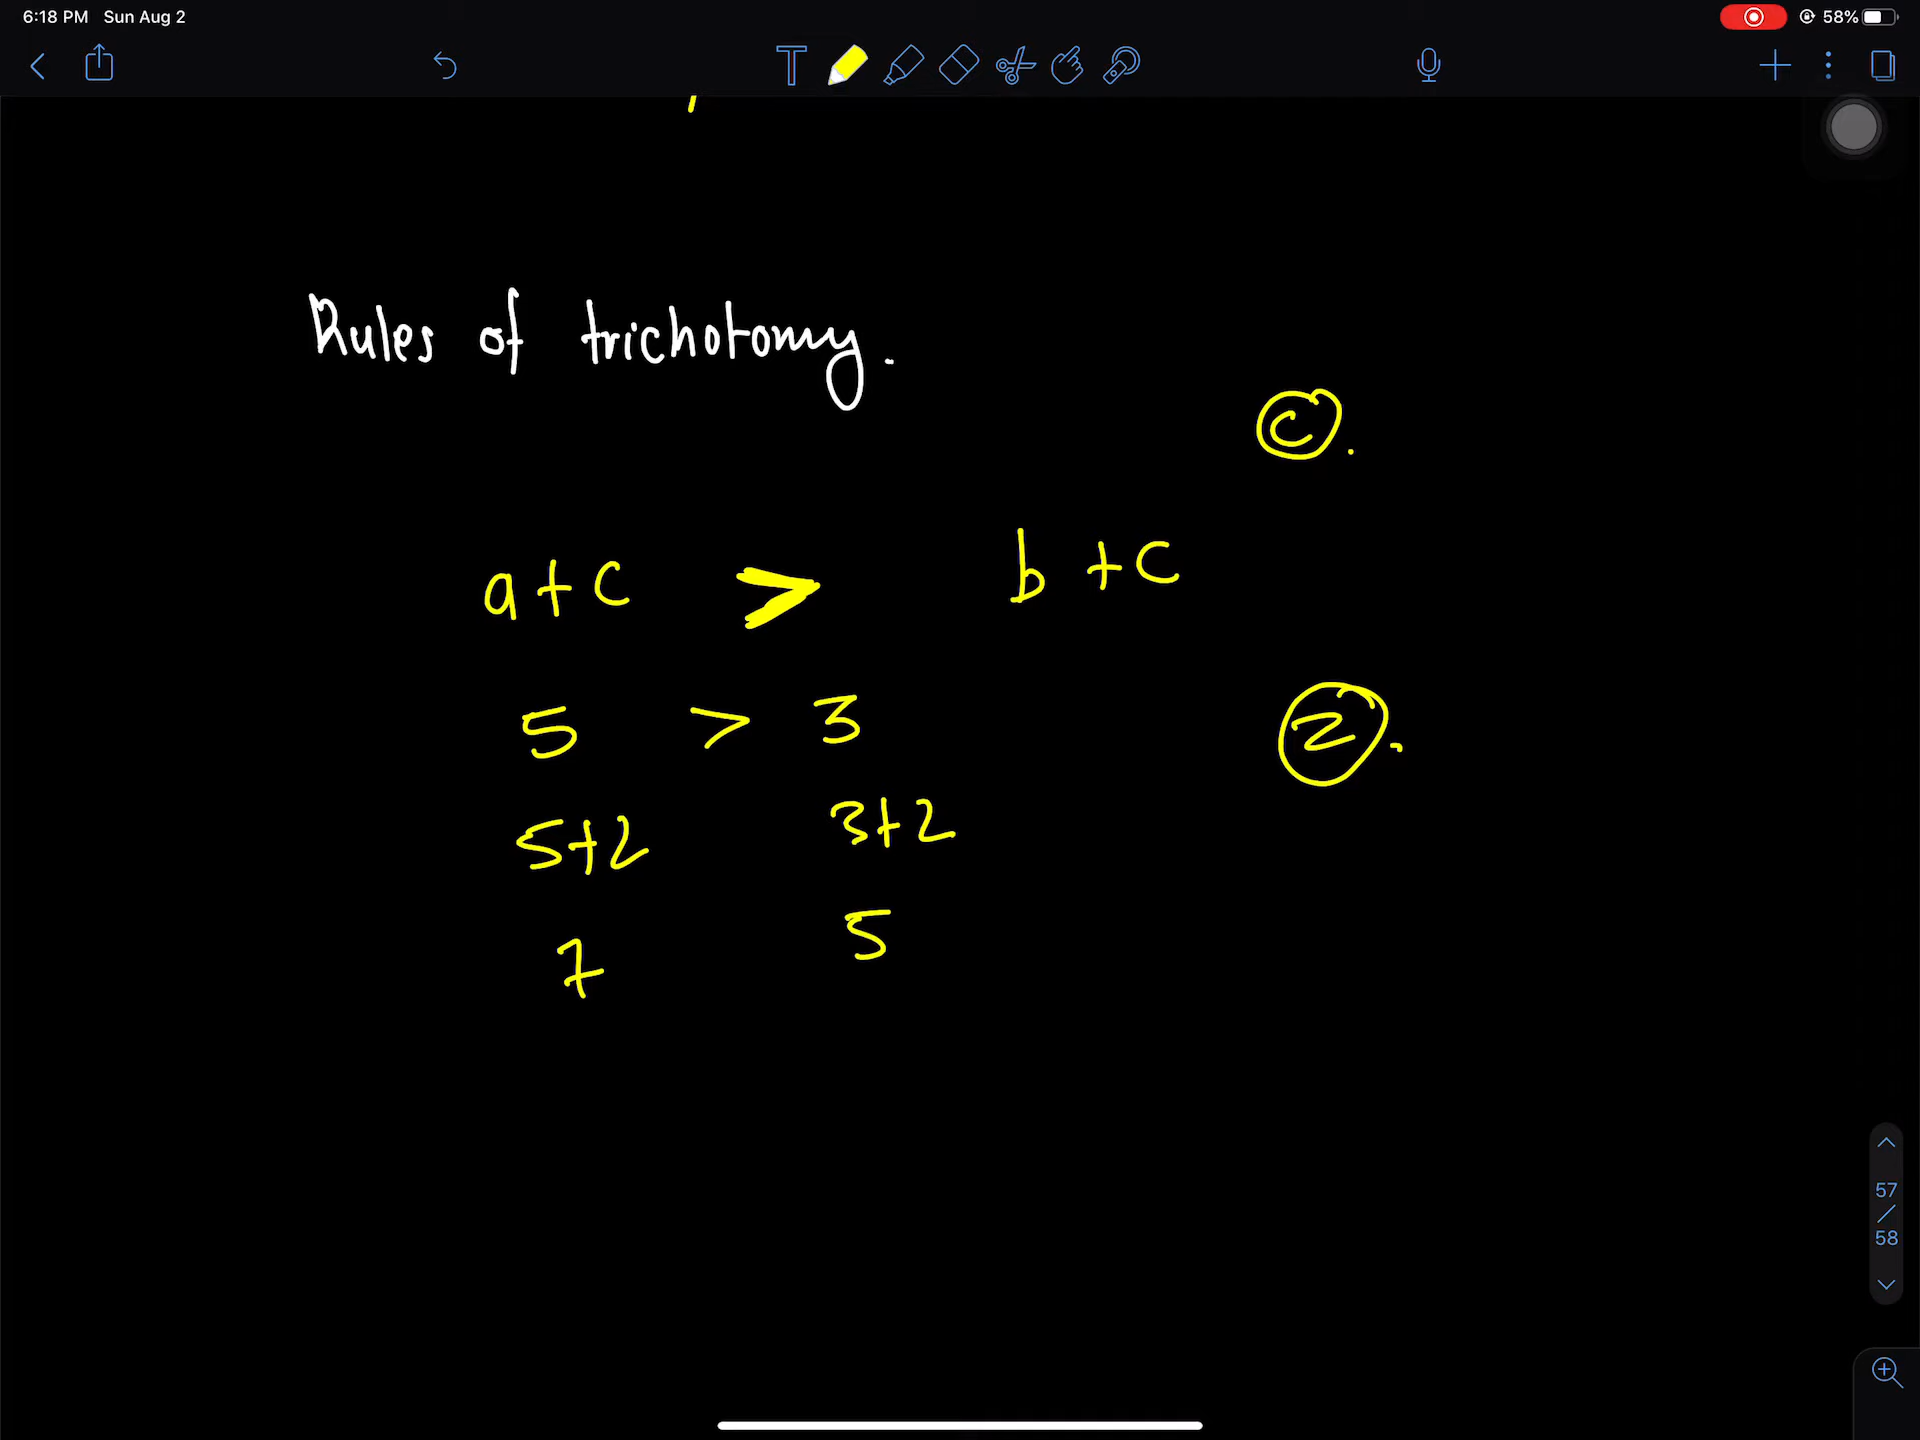 6:18 PM Sun Aug 2
58%
T
Rules of trichotomy.
C.
a+c > b+c
5 > 3
2.
5+2 3+2
7 5
57
/
58